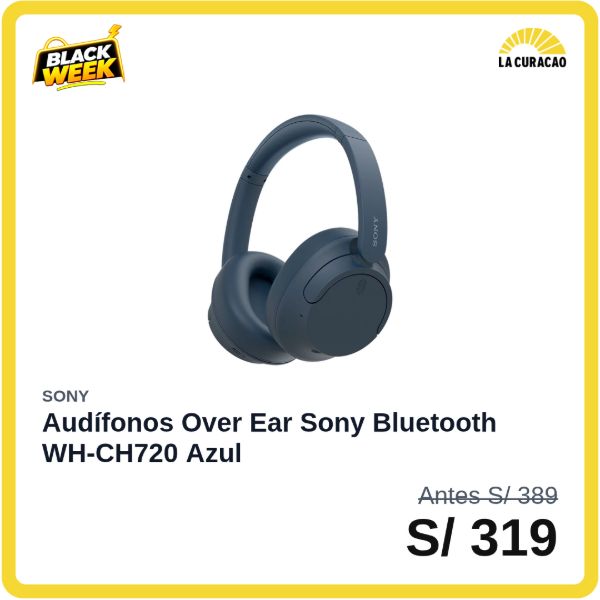 BLACK
WEEK
LA CURACAO
SONY
SONY
Audífonos Over Ear Sony Bluetooth
WH-CH720 Azul
Antes S/ 389
S/ 319